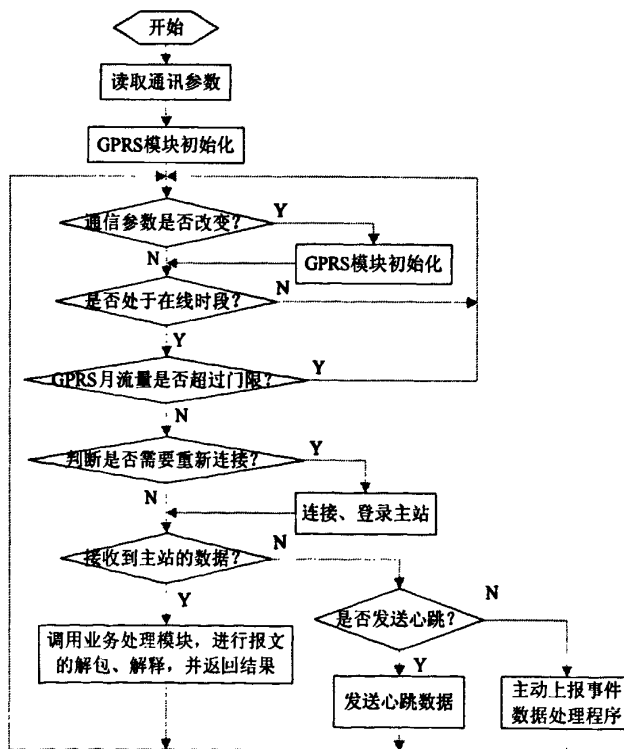 开始
读取通讯参数
GPRS模块初始化
通信参数是否改变?
Y
N
GPRS模块初始化
是否处于在线时段?
N
Y
GPRS月流量是否超过门限?
Y
N
判断是否需要重新连接?
Y
N
连接、登录主站
接收到主站的数据?
N
Y
是否发送心跳?
N
Y
调用业务处理模块,进行报文
的解包、解释,并返回结果
发送心跳数据
主动上报事件
数据处理程序